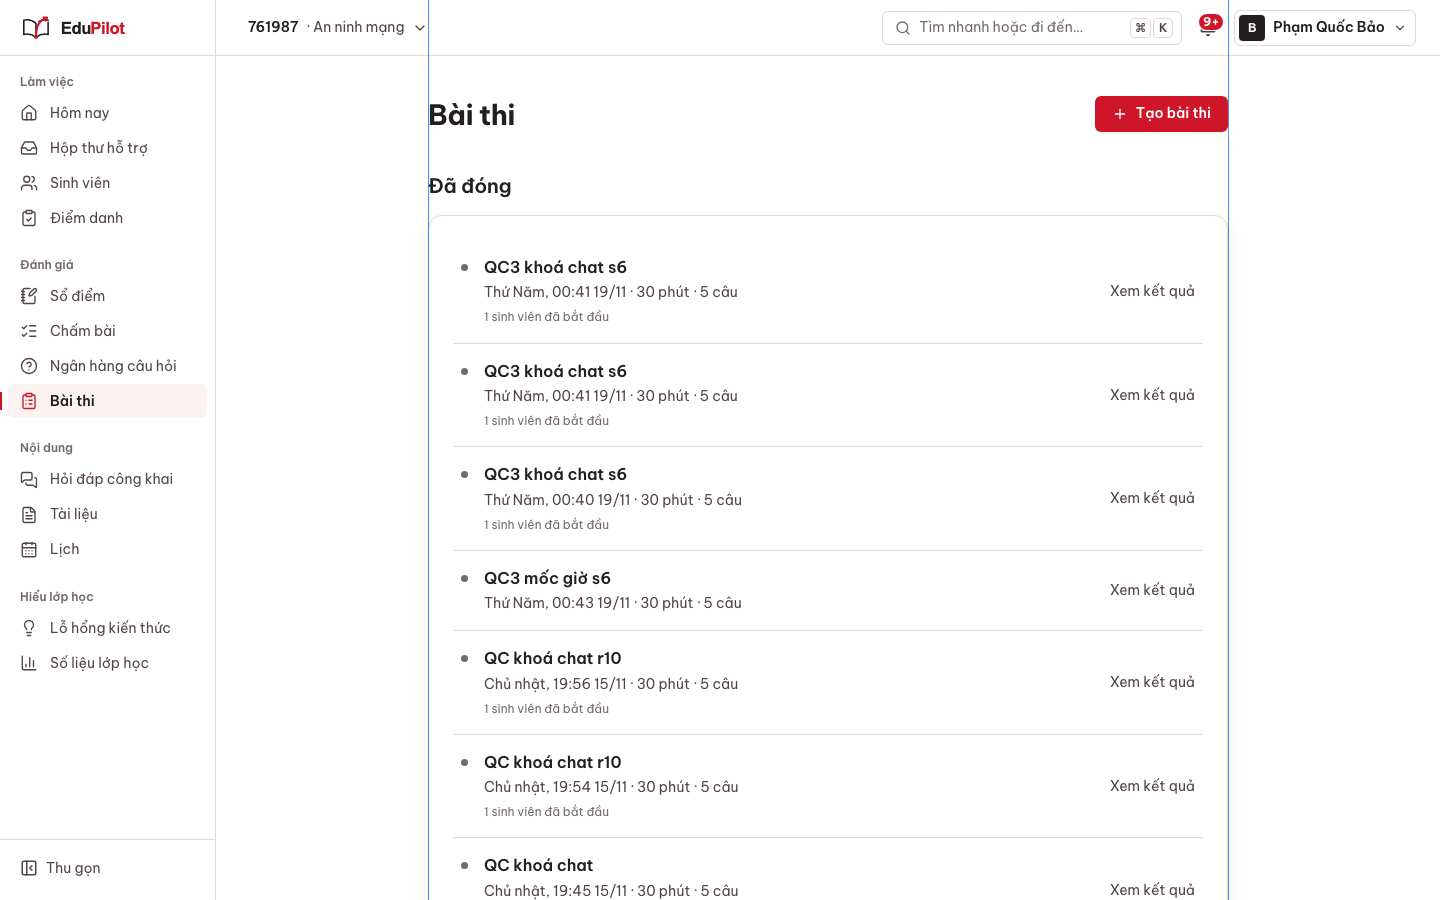 EduPilot
761987 · An ninh mạng
Tìm nhanh hoặc đi đến...
⌘ K
9+
B
Phạm Quốc Bảo
Làm việc
Hôm nay
Hộp thư hỗ trợ
Sinh viên
Điểm danh
Đánh giá
Sổ điểm
Chấm bài
Ngân hàng câu hỏi
Bài thi
Nội dung
Hỏi đáp công khai
Tài liệu
Lịch
Hiểu lớp học
Lỗ hổng kiến thức
Số liệu lớp học
Thu gọn
Bài thi
Tạo bài thi
Đã đóng
QC3 khoá chat s6
Thứ Năm, 00:41 19/11 · 30 phút · 5 câu
1 sinh viên đã bắt đầu
Xem kết quả
QC3 khoá chat s6
Thứ Năm, 00:41 19/11 · 30 phút · 5 câu
1 sinh viên đã bắt đầu
Xem kết quả
QC3 khoá chat s6
Thứ Năm, 00:40 19/11 · 30 phút · 5 câu
1 sinh viên đã bắt đầu
Xem kết quả
QC3 mốc giờ s6
Thứ Năm, 00:43 19/11 · 30 phút · 5 câu
Xem kết quả
QC khoá chat r10
Chủ nhật, 19:56 15/11 · 30 phút · 5 câu
1 sinh viên đã bắt đầu
Xem kết quả
QC khoá chat r10
Chủ nhật, 19:54 15/11 · 30 phút · 5 câu
1 sinh viên đã bắt đầu
Xem kết quả
QC khoá chat
Chủ nhật, 19:45 15/11 · 30 phút · 5 câu
Xem kết quả